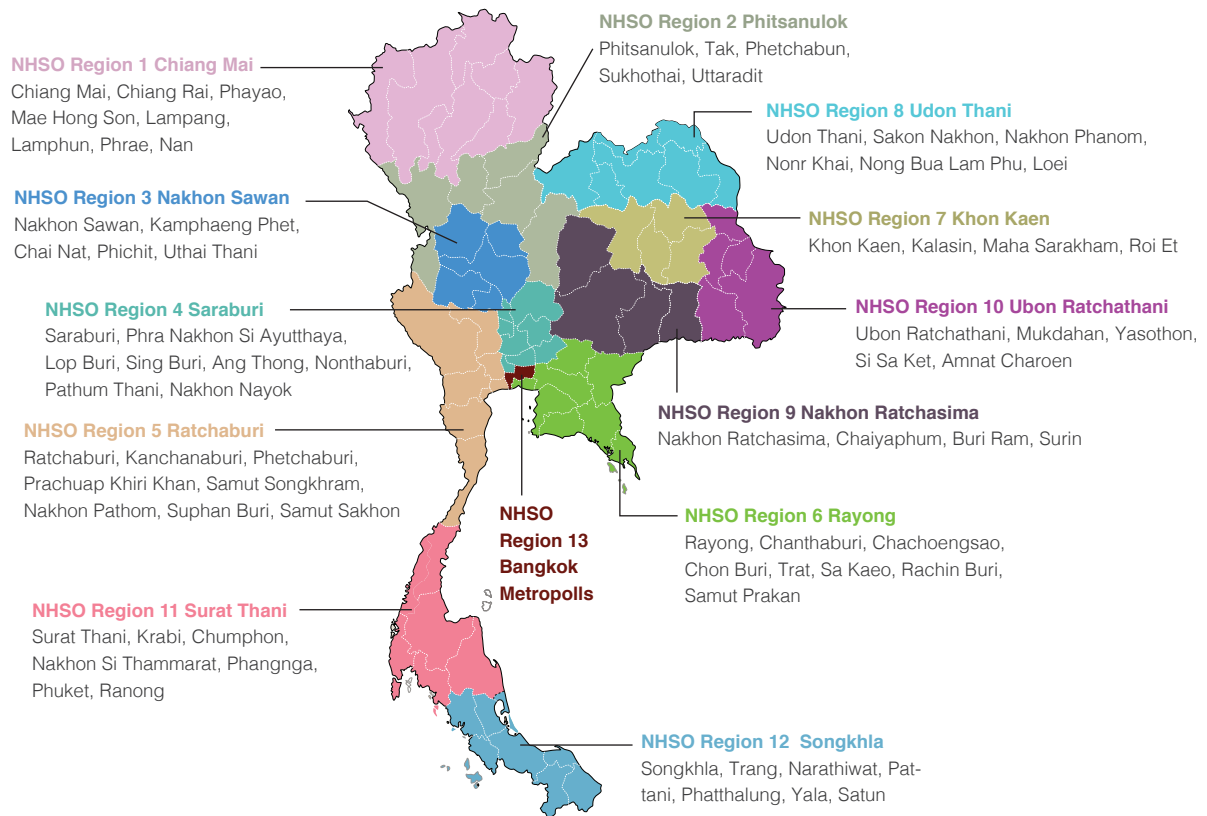 NHSO Region 1 Chiang Mai
Chiang Mai, Chiang Rai, Phayao,
Mae Hong Son, Lampang,
Lamphun, Phrae, Nan
NHSO Region 2 Phitsanulok
Phitsanulok, Tak, Phetchabun,
Sukhothai, Uttaradit
NHSO Region 8 Udon Thani
Udon Thani, Sakon Nakhon, Nakhon Phanom,
Nonr Khai, Nong Bua Lam Phu, Loei
NHSO Region 3 Nakhon Sawan
Nakhon Sawan, Kamphaeng Phet,
Chai Nat, Phichit, Uthai Thani
NHSO Region 7 Khon Kaen
Khon Kaen, Kalasin, Maha Sarakham, Roi Et
NHSO Region 4 Saraburi
Saraburi, Phra Nakhon Si Ayutthaya,
Lop Buri, Sing Buri, Ang Thong, Nonthaburi,
Pathum Thani, Nakhon Nayok
NHSO Region 10 Ubon Ratchathani
Ubon Ratchathani, Mukdahan, Yasothon,
Si Sa Ket, Amnat Charoen
NHSO Region 9 Nakhon Ratchasima
Nakhon Ratchasima, Chaiyaphum, Buri Ram, Surin
NHSO Region 5 Ratchaburi
Ratchaburi, Kanchanaburi, Phetchaburi,
Prachuap Khiri Khan, Samut Songkhram,
Nakhon Pathom, Suphan Buri, Samut Sakhon
NHSO
Region 13
Bangkok
Metropolls
NHSO Region 6 Rayong
Rayong, Chanthaburi, Chachoengsao,
Chon Buri, Trat, Sa Kaeo, Rachin Buri,
Samut Prakan
NHSO Region 11 Surat Thani
Surat Thani, Krabi, Chumphon,
Nakhon Si Thammarat, Phangnga,
Phuket, Ranong
NHSO Region 12 Songkhla
Songkhla, Trang, Narathiwat, Pat-
tani, Phatthalung, Yala, Satun